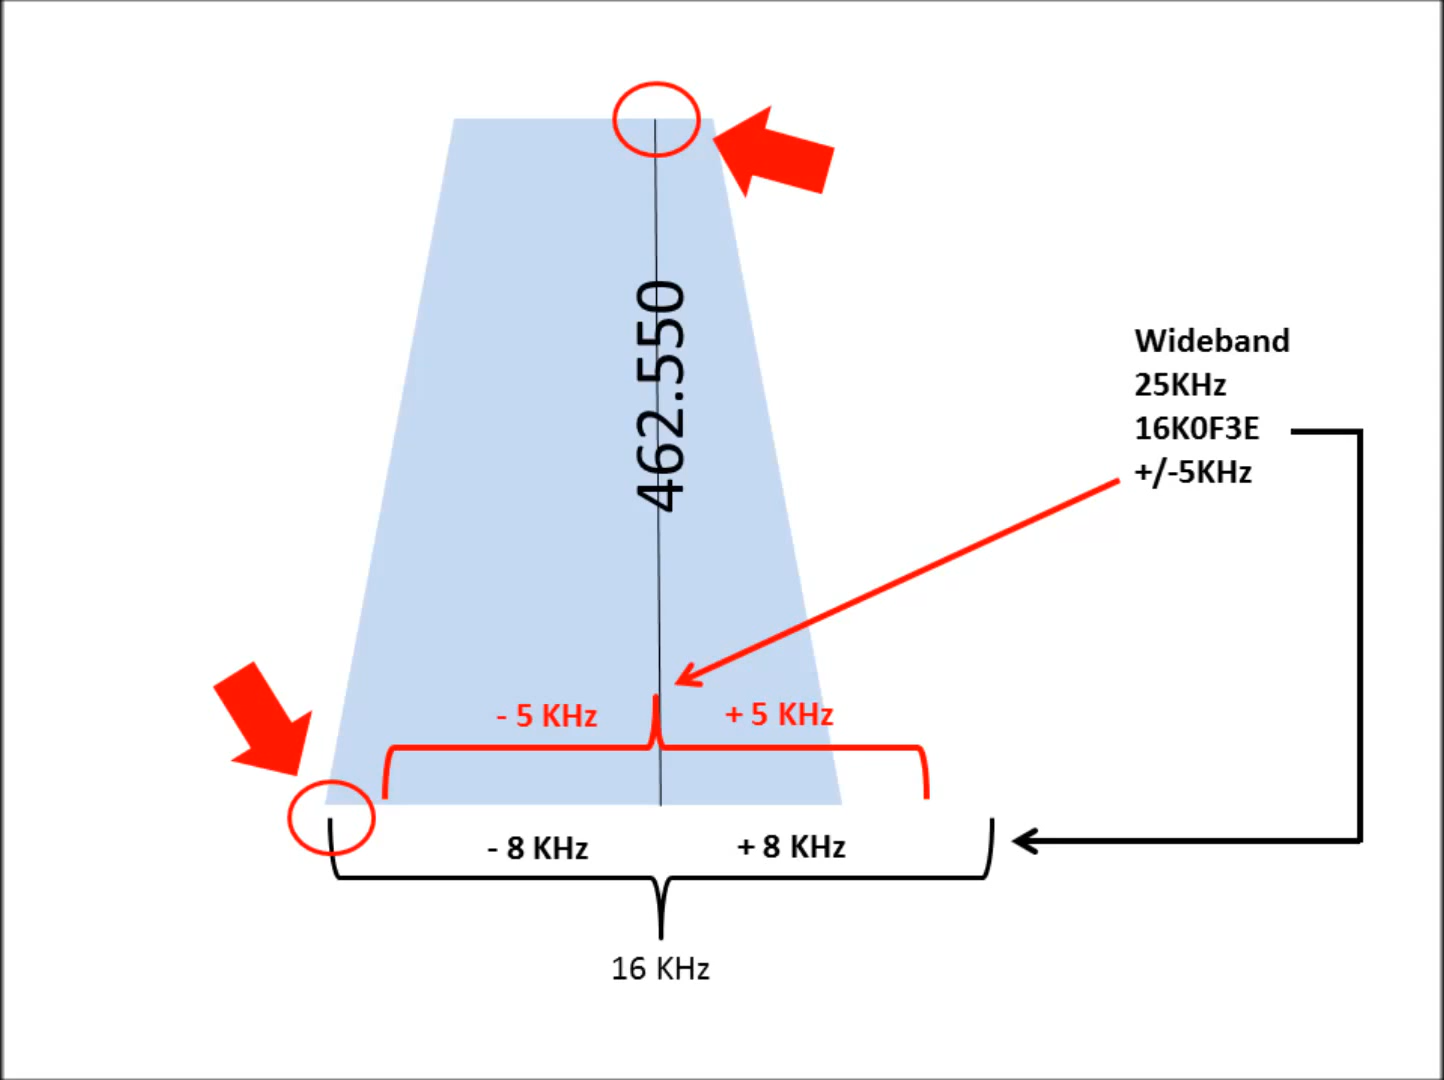 462.550
Wideband
25KHz
16K0F3E
+/-5KHz
- 5 KHz
+ 5 KHz
- 8 KHz
+ 8 KHz
16 KHz